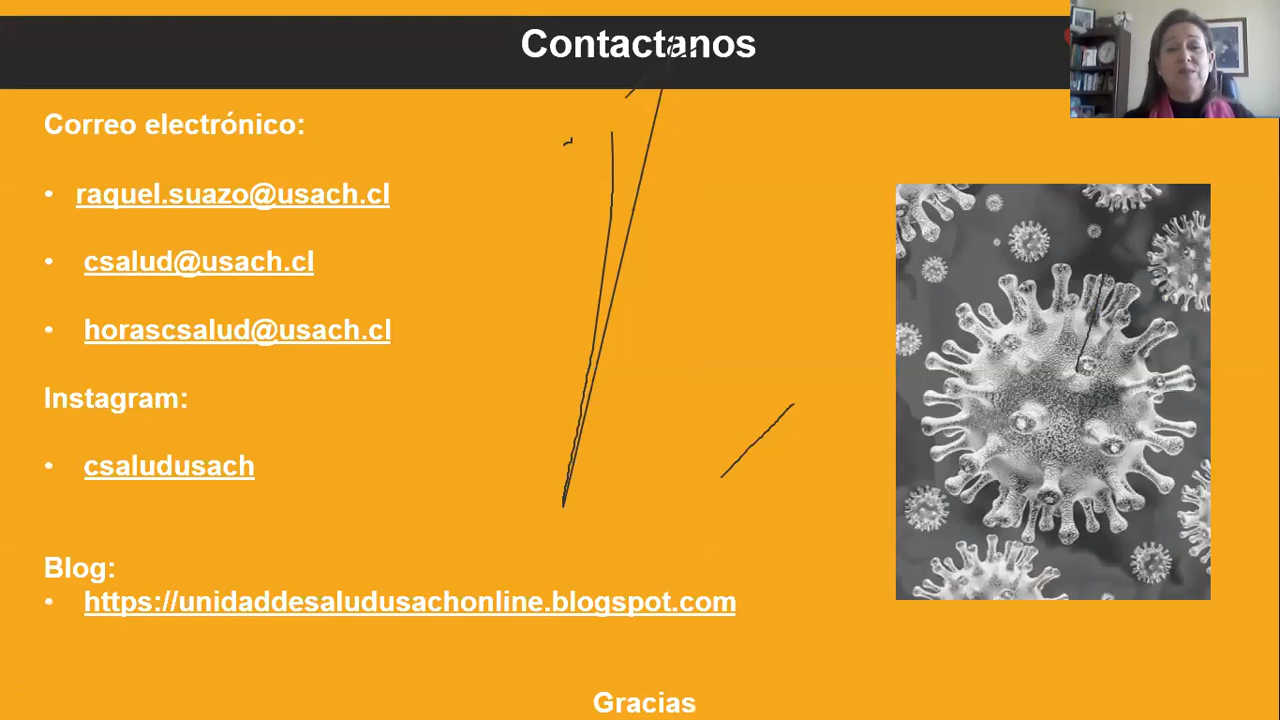 Contactanos
Correo electrónico:
• raquel.suazo@usach.cl
• csalud@usach.cl
• horascsalud@usach.cl
Instagram:
• csaludusach
Blog:
• https://unidaddesaludusachonline.blogspot.com
Gracias